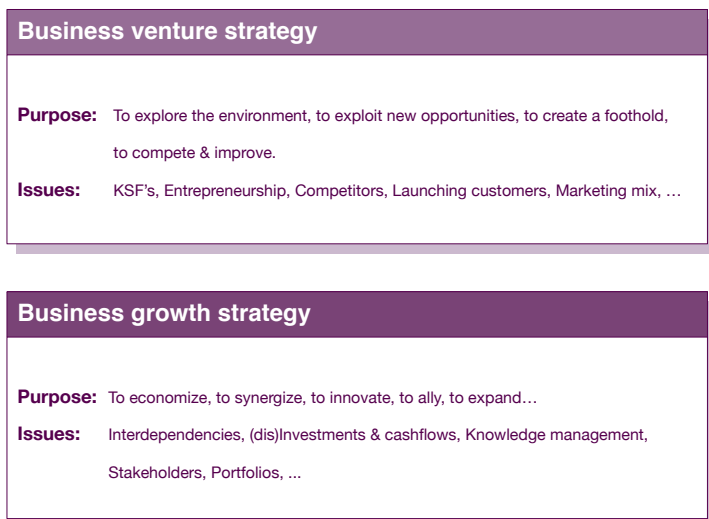 Business venture strategy
Purpose: To explore the environment, to exploit new opportunities, to create a foothold,
to compete & improve.
Issues: KSF's, Entrepreneurship, Competitors, Launching customers, Marketing mix, …
Business growth strategy
Purpose: To economize, to synergize, to innovate, to ally, to expand…
Issues: Interdependencies, (dis)Investments & cashflows, Knowledge management,
Stakeholders, Portfolios, ...